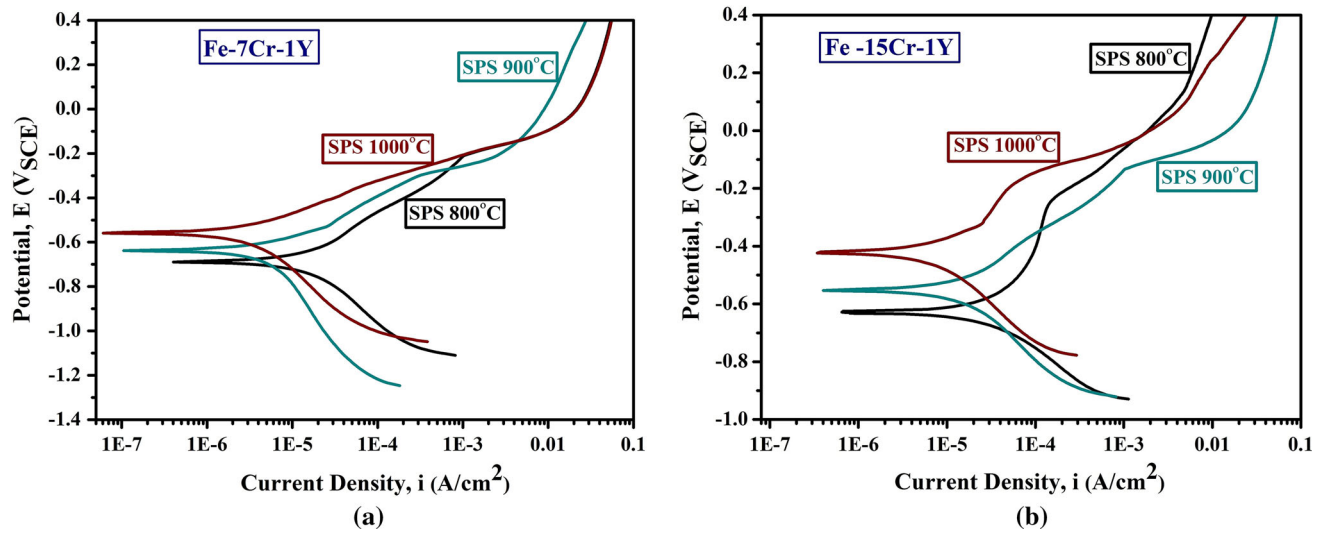 Fe-7Cr-1Y
SPS 900°C
SPS 1000°C
SPS 800°C
Potential, E (V_SCE)
0.4
0.2
0.0
-0.2
-0.4
-0.6
-0.8
-1.0
-1.2
-1.4
1E-7
1E-6
1E-5
1E-4
1E-3
0.01
0.1
Current Density, i (A/cm²)
(a)
Fe -15Cr-1Y
SPS 800°C
SPS 1000°C
SPS 900°C
Potential, E (V_SCE)
0.4
0.2
0.0
-0.2
-0.4
-0.6
-0.8
-1.0
1E-7
1E-6
1E-5
1E-4
1E-3
0.01
0.1
Current Density, i (A/cm²)
(b)